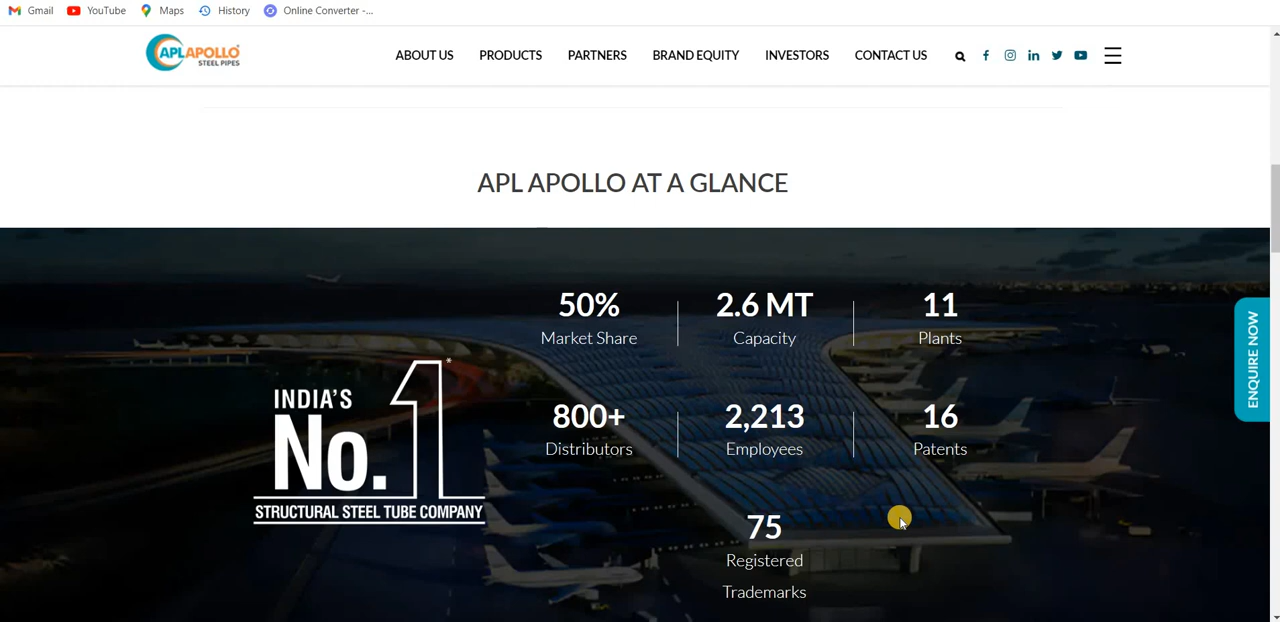 Gmail YouTube Maps History Online Converter -...
APLAPOLLO
STEEL PIPES
ABOUT US PRODUCTS PARTNERS BRAND EQUITY INVESTORS CONTACT US
APL APOLLO AT A GLANCE
50% 2.6 MT 11
Market Share Capacity Plants
INDIA'S
No.1*
STRUCTURAL STEEL TUBE COMPANY
800+ 2,213 16
Distributors Employees Patents
75
Registered
Trademarks
ENQUIRE NOW